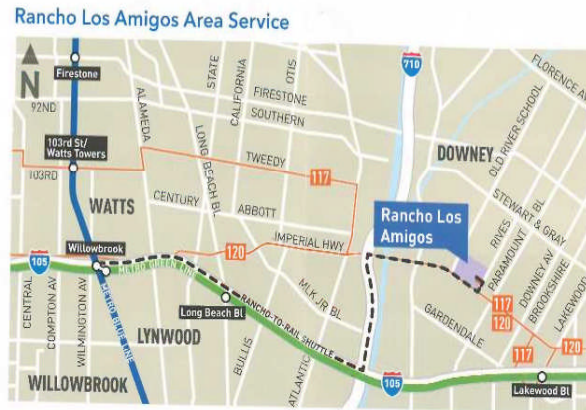 Rancho Los Amigos Area Service
N
Firestone
92ND
103rd St/
Watts Towers
103RD
WATTS
Willowbrook
105
CENTRAL
COMPTON AV
WILMINGTON AV
WILLOWBROOK
METRO BLUE LINE
METRO GREEN LINE
LYNWOOD
ALAMEDA
LONG BEACH BL
STATE
CALIFORNIA
OTIS
FIRESTONE
SOUTHERN
TWEEDY
117
CENTURY
ABBOTT
120
IMPERIAL HWY
MLK JR BL
Long Beach Bl
RANCHO-TO-RAIL SHUTTLE
BULLIS
ATLANTIC
710
105
DOWNEY
FLORENCE AV
OLD RIVER SCHOOL
STEWART & GRAY
RIVES
PARAMOUNT
Rancho Los
Amigos
DOWNEY AV
BROOKSHIRE
LAKEWOOD
GARDENDALE
117
120
117
120
Lakewood Bl